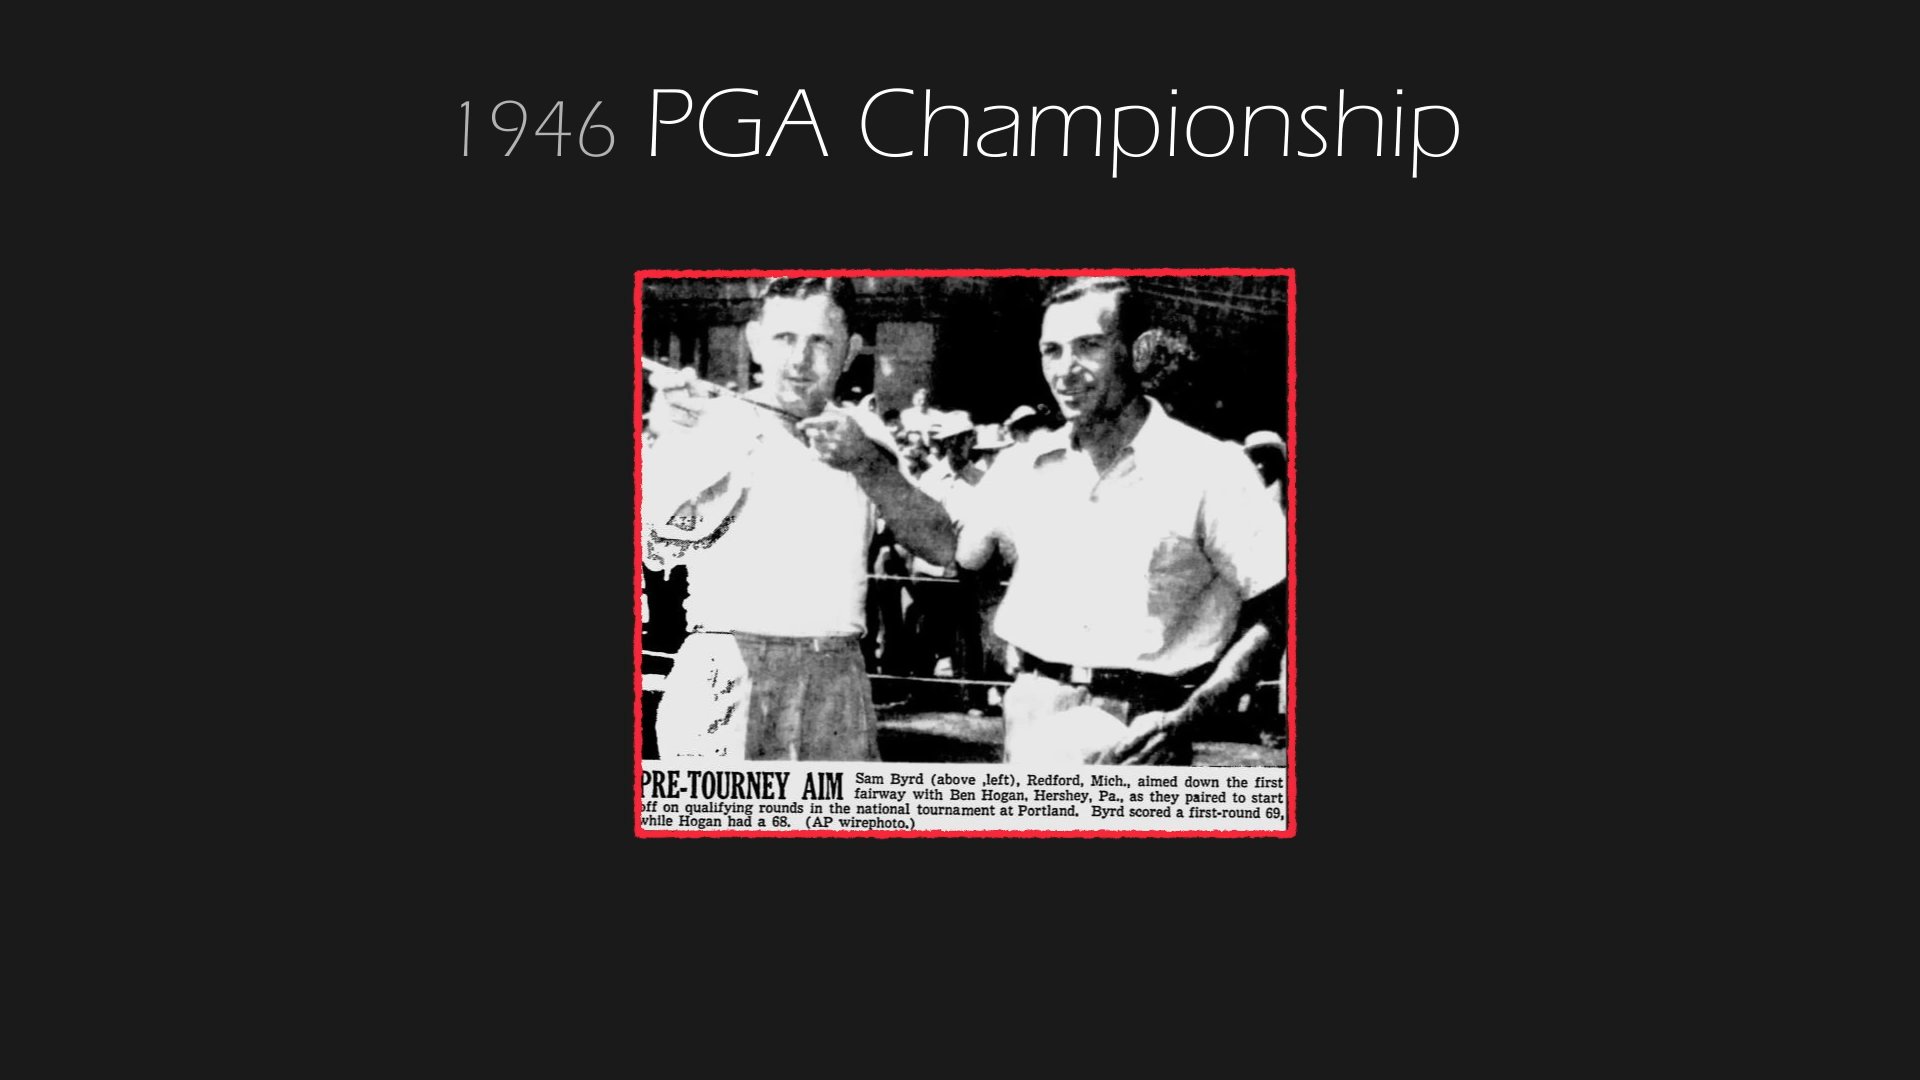 1946 PGA Championship
PRE-TOURNEY AIM Sam Byrd (above ,left), Redford, Mich., aimed down the first
fairway with Ben Hogan, Hershey, Pa., as they paired to start
off on qualifying rounds in the national tournament at Portland. Byrd scored a first-round 69,
while Hogan had a 68. (AP wirephoto.)